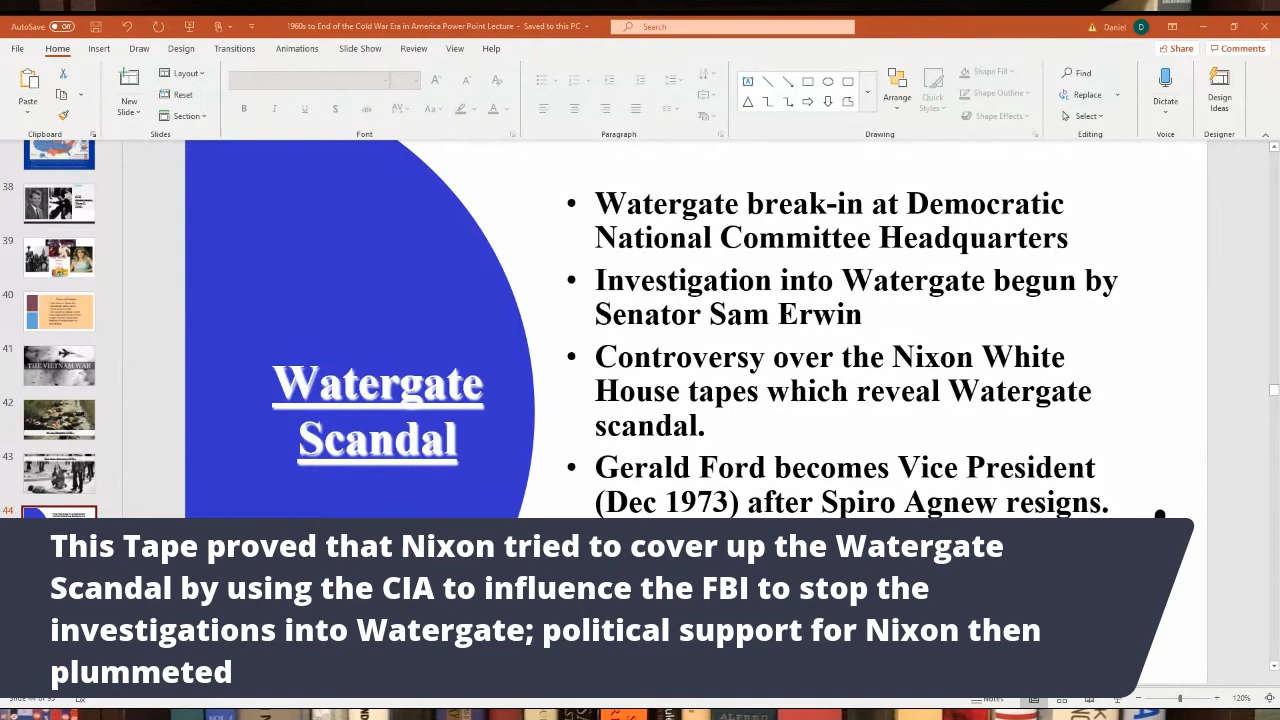 AutoSave Off
1960s to End of the Cold War Era in America Power Point Lecture – Saved to this PC
Search
Daniel D
File Home Insert Draw Design Transitions Animations Slide Show Review View Help
Share Comments
Paste
Clipboard
New
Slide
Layout
Reset
Section
Slides
Font
Paragraph
Arrange
Quick
Styles
Shape Fill
Shape Outline
Shape Effects
Drawing
Find
Replace
Select
Editing
Dictate
Voice
Design
Ideas
Designer
38
39
40
41
THE VIETNAM WAR
42
43
44
Watergate
Scandal
• Watergate break-in at Democratic
National Committee Headquarters
• Investigation into Watergate begun by
Senator Sam Erwin
• Controversy over the Nixon White
House tapes which reveal Watergate
scandal.
• Gerald Ford becomes Vice President
(Dec 1973) after Spiro Agnew resigns.
This Tape proved that Nixon tried to cover up the Watergate
Scandal by using the CIA to influence the FBI to stop the
investigations into Watergate; political support for Nixon then
plummeted
Notes
120%